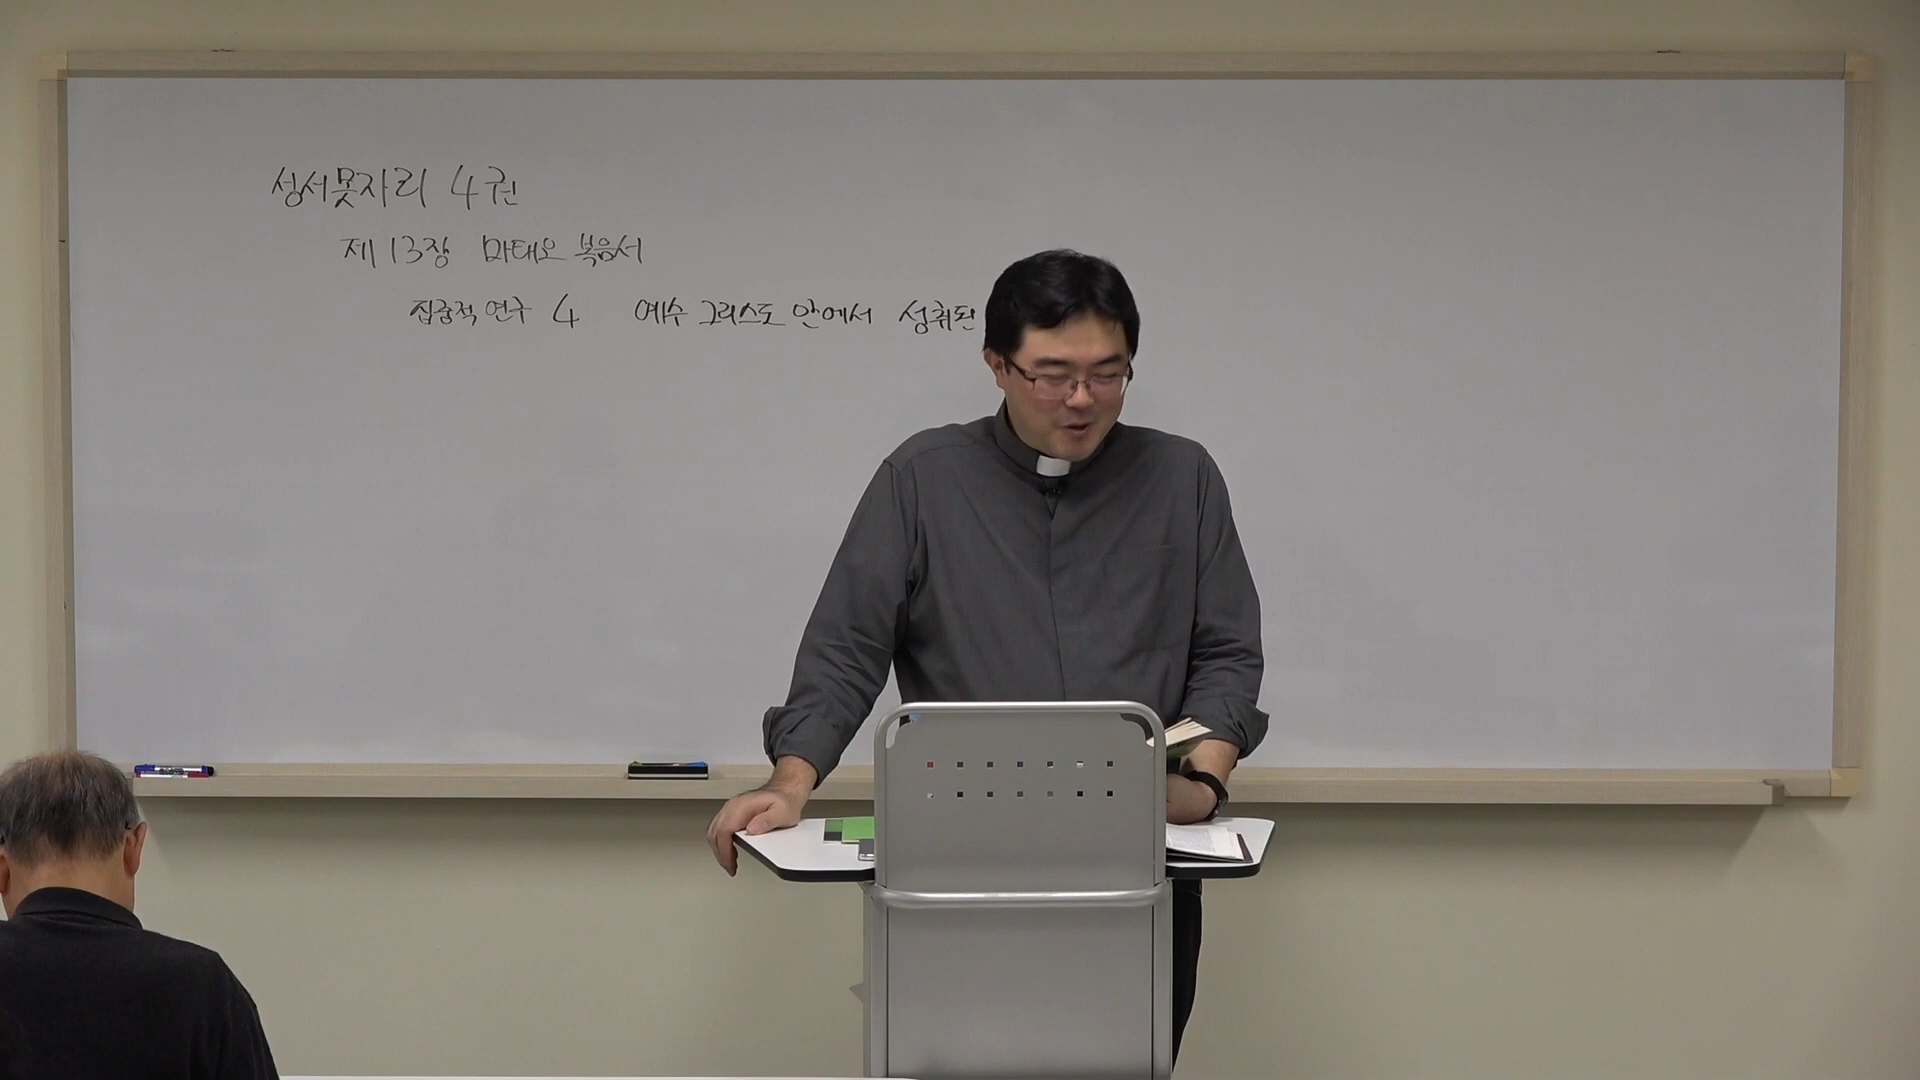 성서못자리 4권
제13장 마태오 복음서
집중적 연구 4 예수 그리스도 안에서 성취된